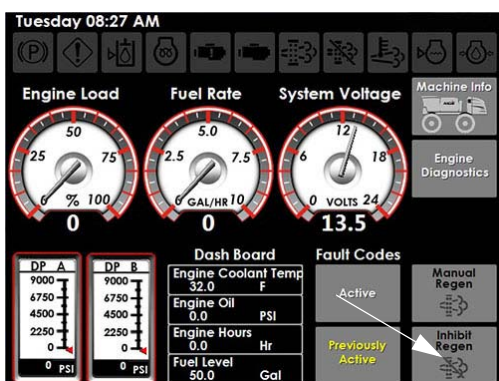 Tuesday 08:27 AM
Engine Load
Fuel Rate
System Voltage
Machine Info
50
25
75
0
% 100
0
5.0
2.5
7.5
0
GAL/HR 10
0
12
6
18
0 VOLTS 24
13.5
Engine
Diagnostics
DP A
9000
6750
4500
2250
0
0 PSI
DP B
9000
6750
4500
2250
0
0 PSI
Dash Board
Engine Coolant Temp
32.0 F
Engine Oil
0.0 PSI
Engine Hours
0.0 Hr
Fuel Level
50.0 Gal
Fault Codes
Active
Previously
Active
Manual
Regen
Inhibit
Regen